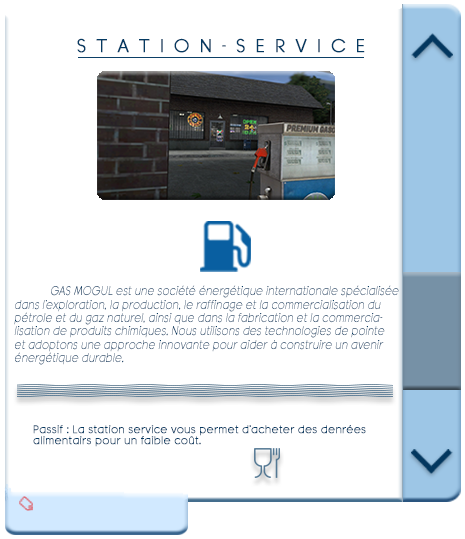 STATION-SERVICE
OPEN
24
PREMIUM GASO
GAS MOGUL est une société énergétique internationale spécialisée
dans l'exploration, la production, le raffinage et la commercialisation du
pétrole et du gaz naturel, ainsi que dans la fabrication et la commercia-
lisation de produits chimiques. Nous utilisons des technologies de pointe
et adoptons une approche innovante pour aider à construire un avenir
énergétique durable.
Passif : La station service vous permet d'acheter des denrées
alimentairs pour un faible coût.